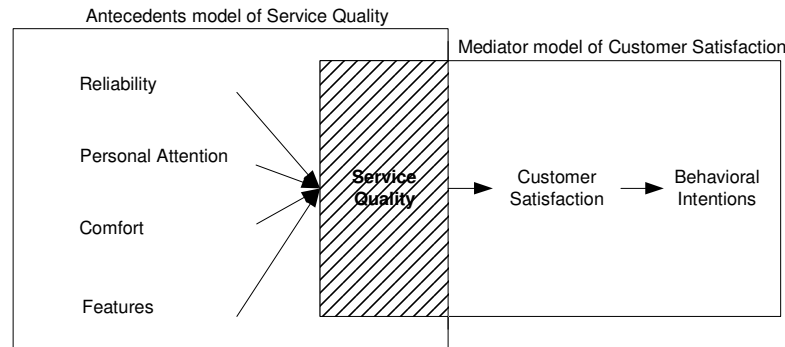 Antecedents model of Service Quality
Mediator model of Customer Satisfaction
Reliability
Personal Attention
Comfort
Features
Service
Quality
Customer
Satisfaction
Behavioral
Intentions